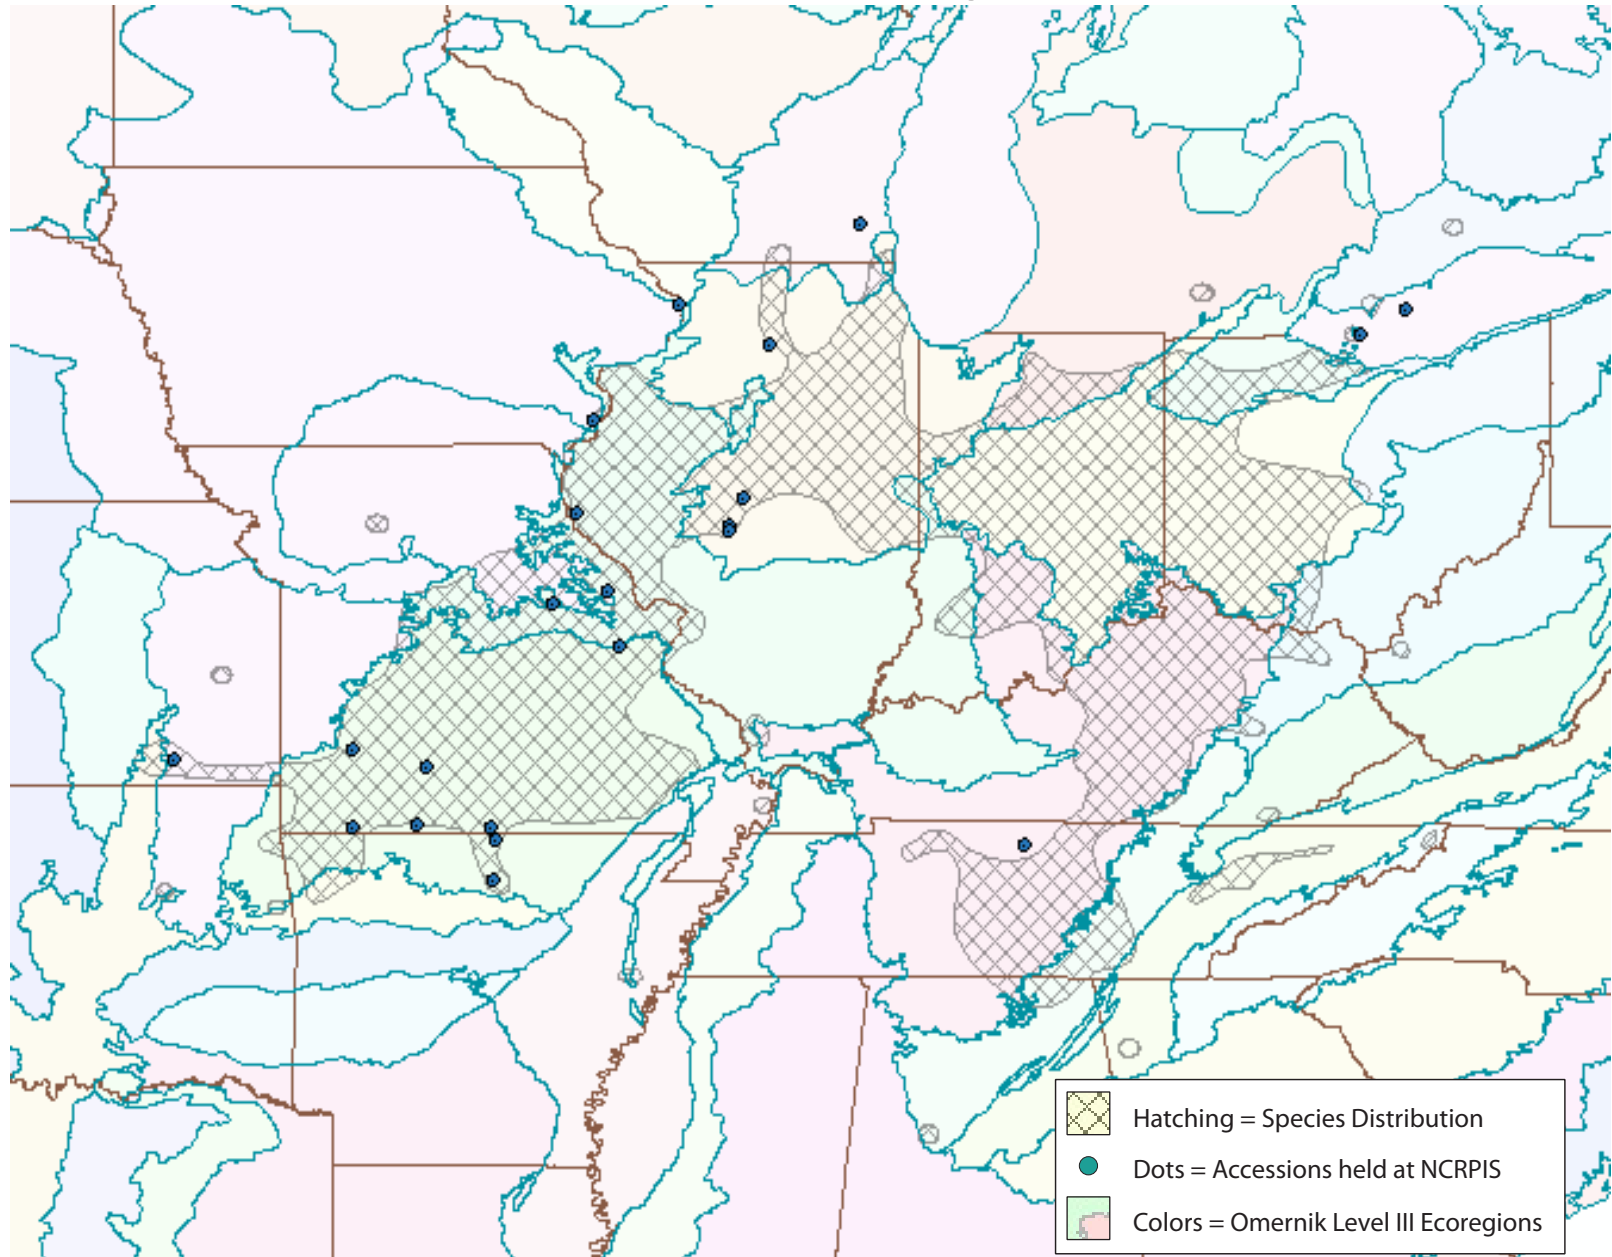 Hatching = Species Distribution
Dots = Accessions held at NCRPIS
Colors = Omernik Level III Ecoregions